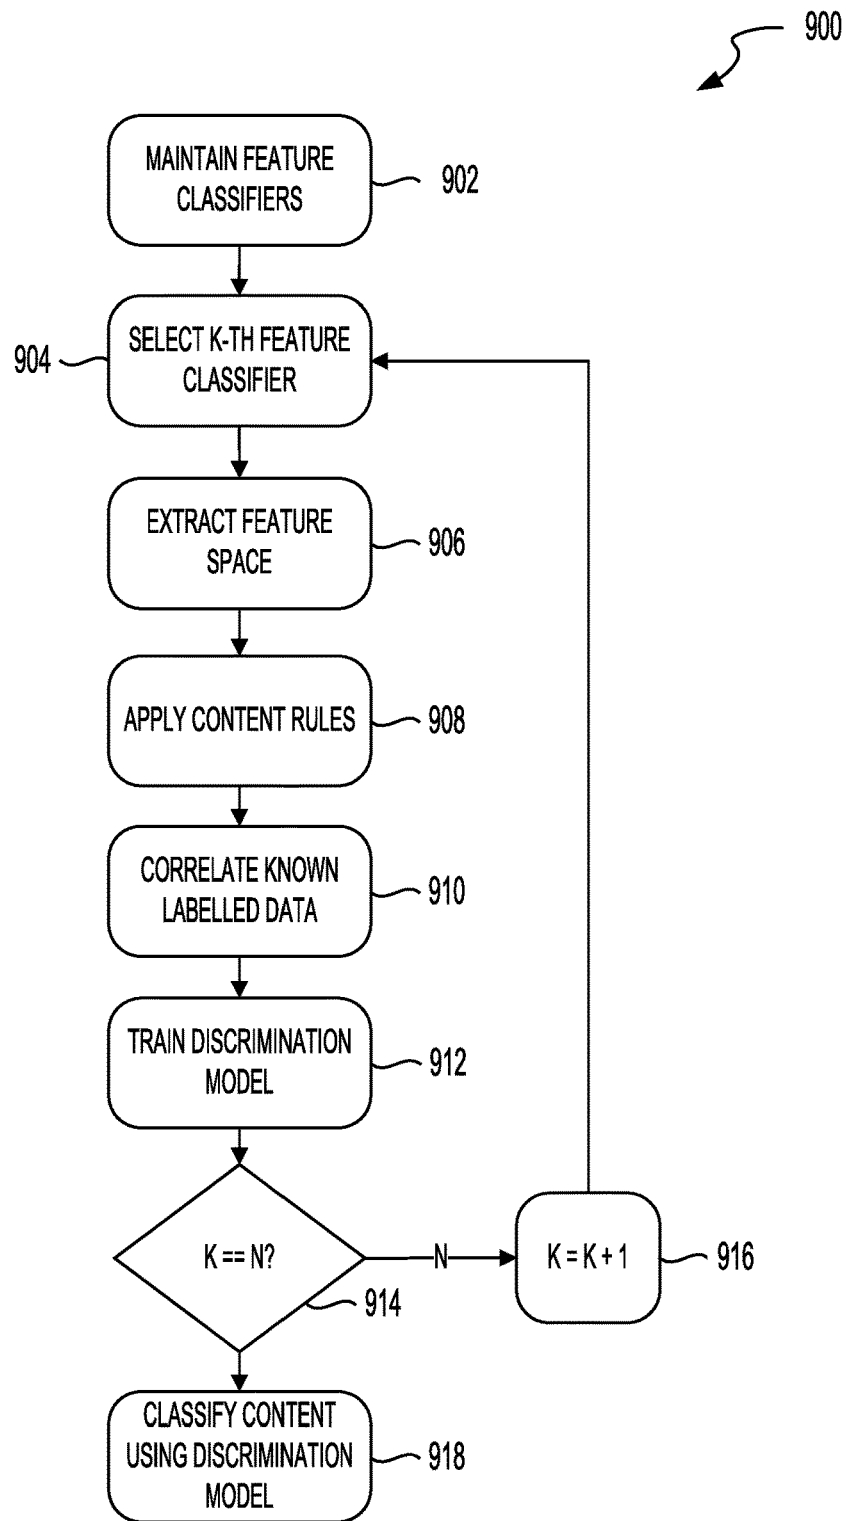 900
MAINTAIN FEATURE
CLASSIFIERS
902
SELECT K-TH FEATURE
CLASSIFIER
904
EXTRACT FEATURE
SPACE
906
APPLY CONTENT RULES
908
CORRELATE KNOWN
LABELLED DATA
910
TRAIN DISCRIMINATION
MODEL
912
K == N?
914
N
K = K + 1
916
CLASSIFY CONTENT
USING DISCRIMINATION
MODEL
918